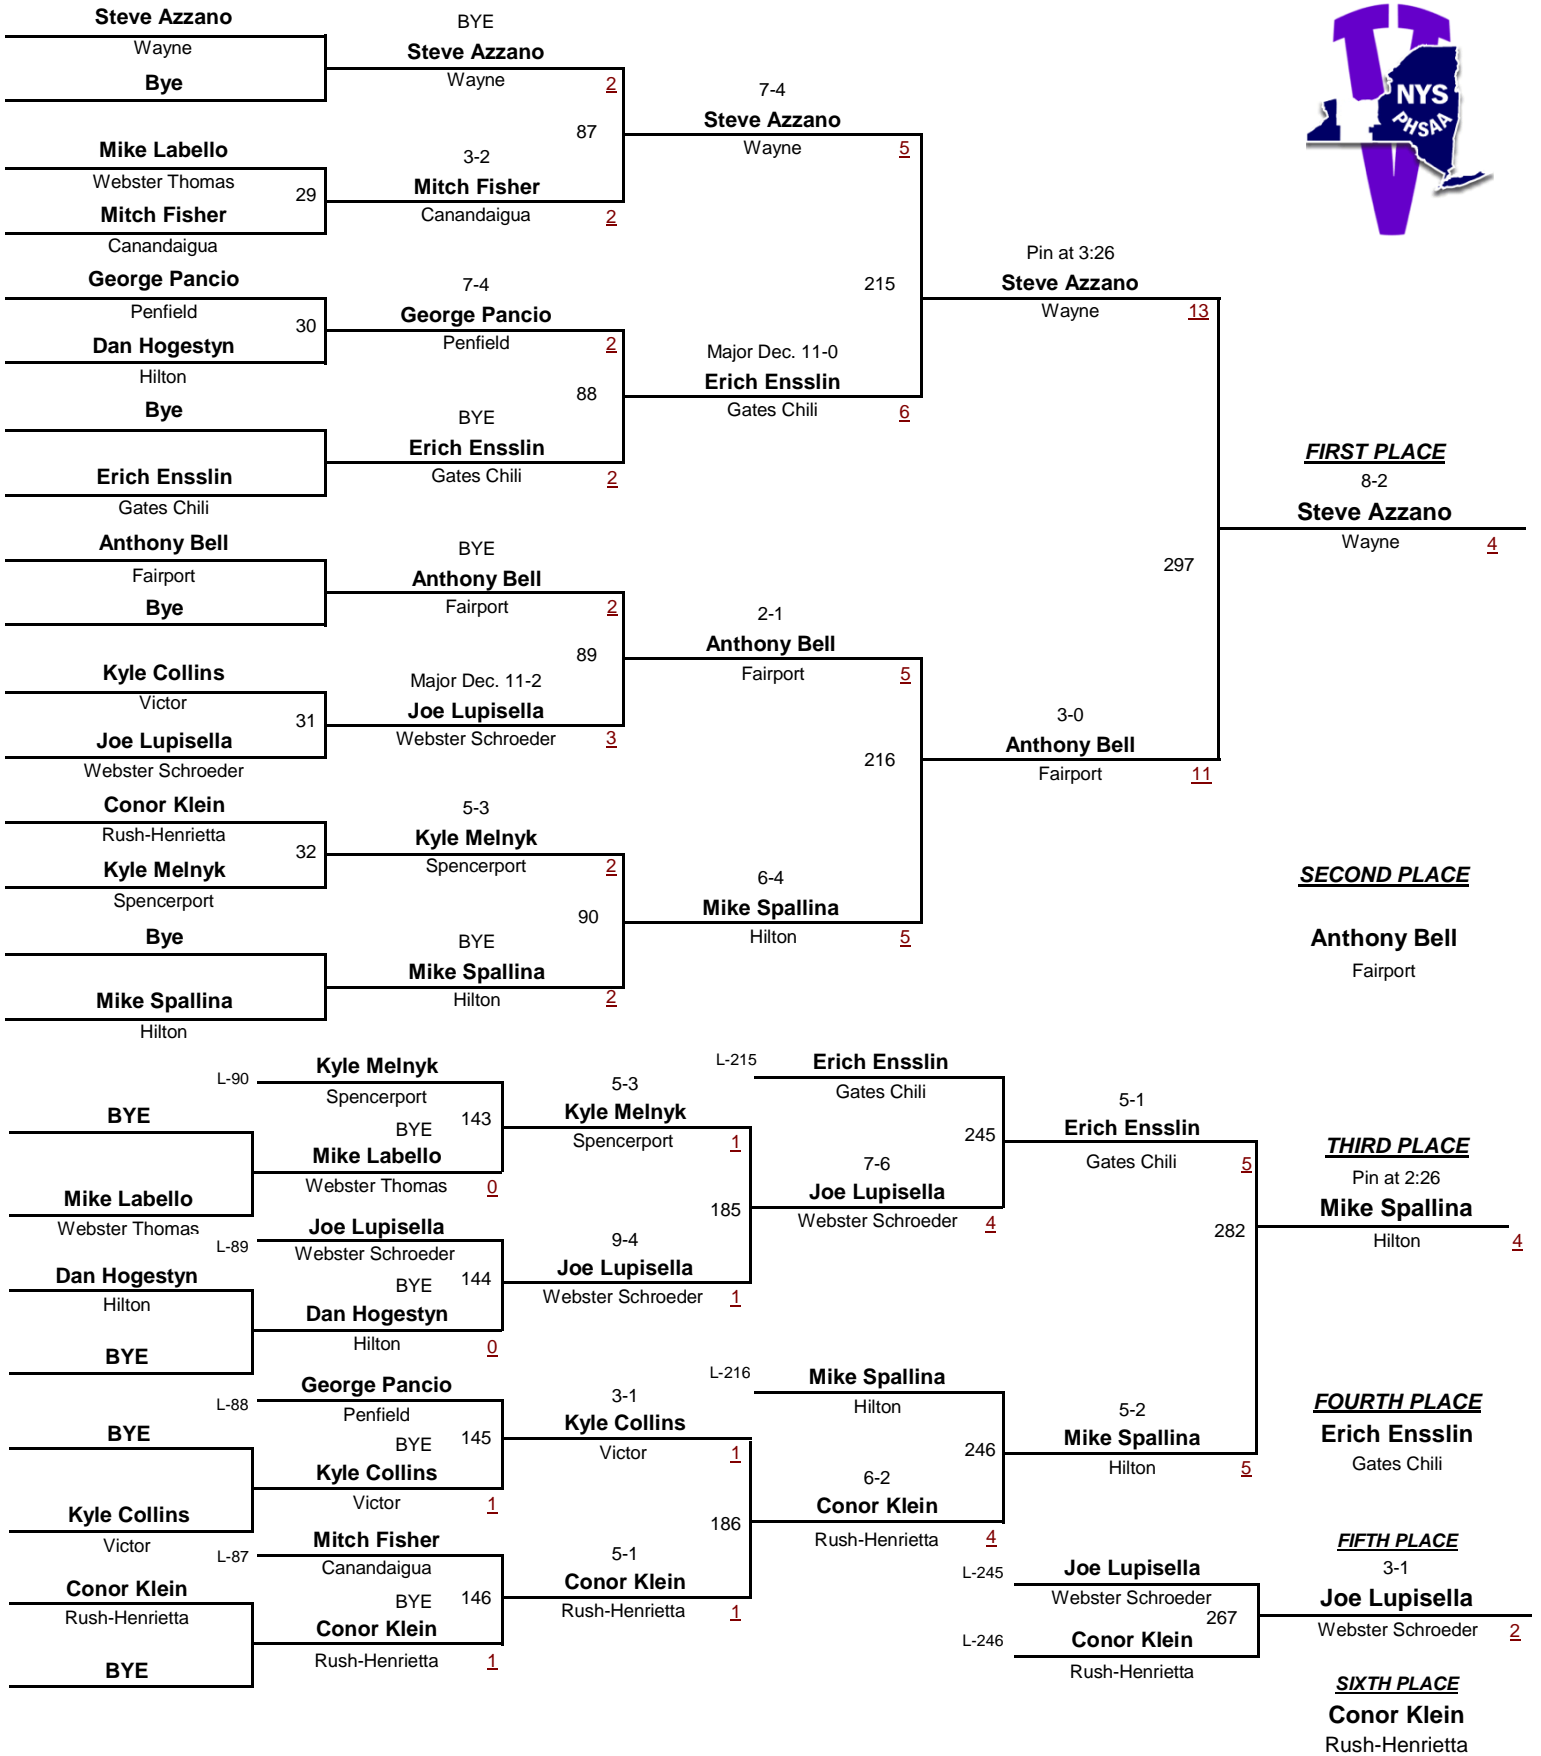 Steve Azzano
Wayne
Bye
Mike Labello
Webster Thomas
29
Mitch Fisher
Canandaigua
George Pancio
Penfield
30
Dan Hogestyn
Hilton
Bye
Erich Ensslin
Gates Chili
Anthony Bell
Fairport
Bye
Kyle Collins
Victor
31
Joe Lupisella
Webster Schroeder
Conor Klein
Rush-Henrietta
32
Kyle Melnyk
Spencerport
Bye
Mike Spallina
Hilton
BYE
Steve Azzano
Wayne 2
87
3-2
Mitch Fisher
Canandaigua 2
7-4
George Pancio
Penfield 2
88
BYE
Erich Ensslin
Gates Chili 2
BYE
Anthony Bell
Fairport 2
89
Major Dec. 11-2
Joe Lupisella
Webster Schroeder 3
5-3
Kyle Melnyk
Spencerport 2
90
BYE
Mike Spallina
Hilton 2
7-4
Steve Azzano
Wayne 5
215
Major Dec. 11-0
Erich Ensslin
Gates Chili 6
2-1
Anthony Bell
Fairport 5
216
6-4
Mike Spallina
Hilton 5
Pin at 3:26
Steve Azzano
Wayne 13
297
3-0
Anthony Bell
Fairport 11
NYS
PHSAA
FIRST PLACE
8-2
Steve Azzano
Wayne 4
SECOND PLACE
Anthony Bell
Fairport
BYE
Mike Labello
Webster Thomas
Dan Hogestyn
Hilton
BYE
BYE
Kyle Collins
Victor
Conor Klein
Rush-Henrietta
BYE
L-90 Kyle Melnyk
Spencerport
BYE 143
Mike Labello
Webster Thomas 0
L-89 Joe Lupisella
Webster Schroeder
BYE 144
Dan Hogestyn
Hilton 0
L-88 George Pancio
Penfield
BYE 145
Kyle Collins
Victor 1
L-87 Mitch Fisher
Canandaigua
BYE 146
Conor Klein
Rush-Henrietta 1
5-3
Kyle Melnyk
Spencerport 1
185
9-4
Joe Lupisella
Webster Schroeder 1
3-1
Kyle Collins
Victor 1
186
5-1
Conor Klein
Rush-Henrietta 1
L-215 Erich Ensslin
Gates Chili
245
7-6
Joe Lupisella
Webster Schroeder 4
L-216 Mike Spallina
Hilton
246
6-2
Conor Klein
Rush-Henrietta 4
5-1
Erich Ensslin
Gates Chili 5
282
5-2
Mike Spallina
Hilton 5
L-245 Joe Lupisella
Webster Schroeder
267
L-246 Conor Klein
Rush-Henrietta
THIRD PLACE
Pin at 2:26
Mike Spallina
Hilton 4
FOURTH PLACE
Erich Ensslin
Gates Chili
FIFTH PLACE
3-1
Joe Lupisella
Webster Schroeder 2
SIXTH PLACE
Conor Klein
Rush-Henrietta